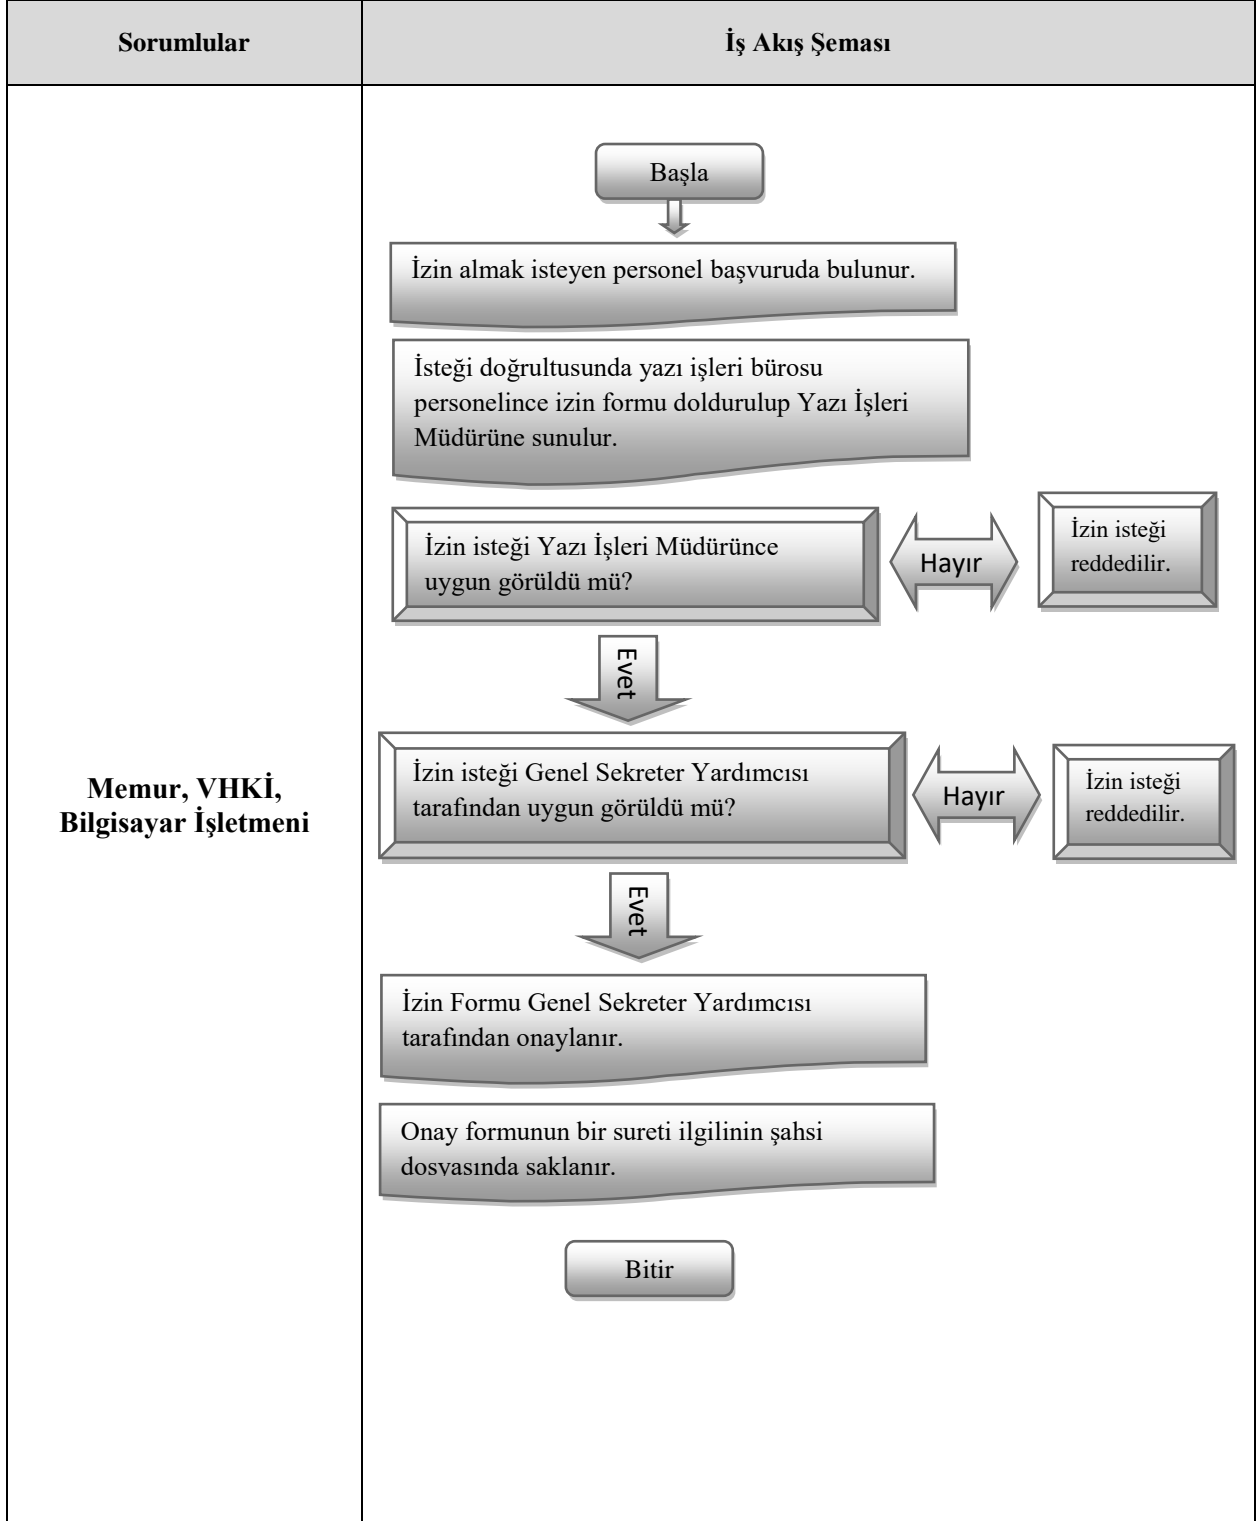 Sorumlular
İş Akış Şeması
Başla
İzin almak isteyen personel başvuruda bulunur.
İsteği doğrultusunda yazı işleri bürosu
personelince izin formu doldurulup Yazı İşleri
Müdürüne sunulur.
İzin isteği Yazı İşleri Müdürünce
uygun görüldü mü?
Hayır
İzin isteği
reddedilir.
Evet
Memur, VHKİ,
Bilgisayar İşletmeni
İzin isteği Genel Sekreter Yardımcısı
tarafından uygun görüldü mü?
Hayır
İzin isteği
reddedilir.
Evet
İzin Formu Genel Sekreter Yardımcısı
tarafından onaylanır.
Onay formunun bir sureti ilgilinin şahsi
dosyasında saklanır.
Bitir